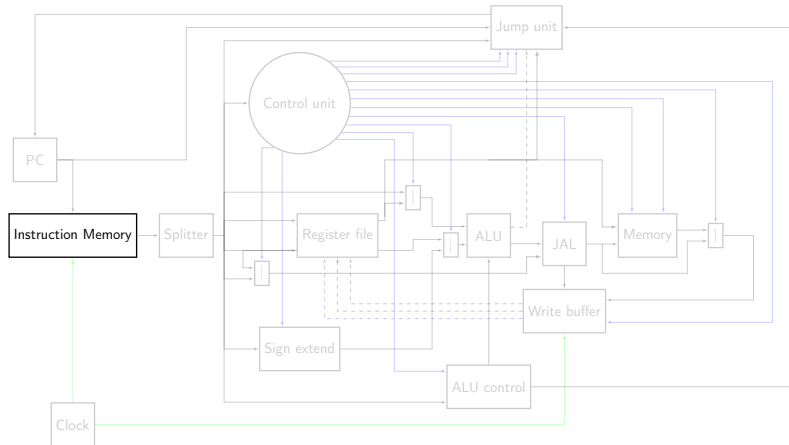 Jump unit
Control unit
PC
Instruction Memory
Splitter
Register file
ALU
JAL
Memory
Write buffer
Sign extend
ALU control
Clock